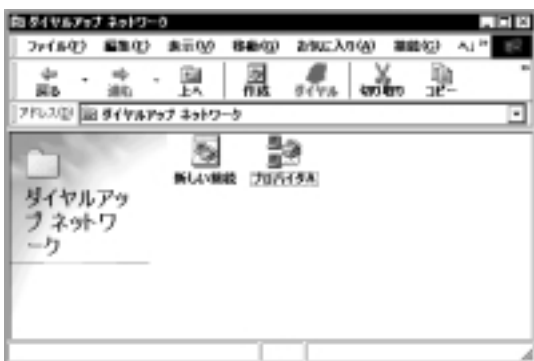 ダイヤルアップ ネットワーク
ファイル(F) 編集(E) 表示(V) 移動(G) お気に入り(A) 接続(C) ヘ
戻る 進む 上へ 作成 ダイヤル 切り取り コピー
アドレス(D) ダイヤルアップ ネットワーク
新しい接続 プロバイダA
ダイヤルアッ
プ ネットワ
ーク